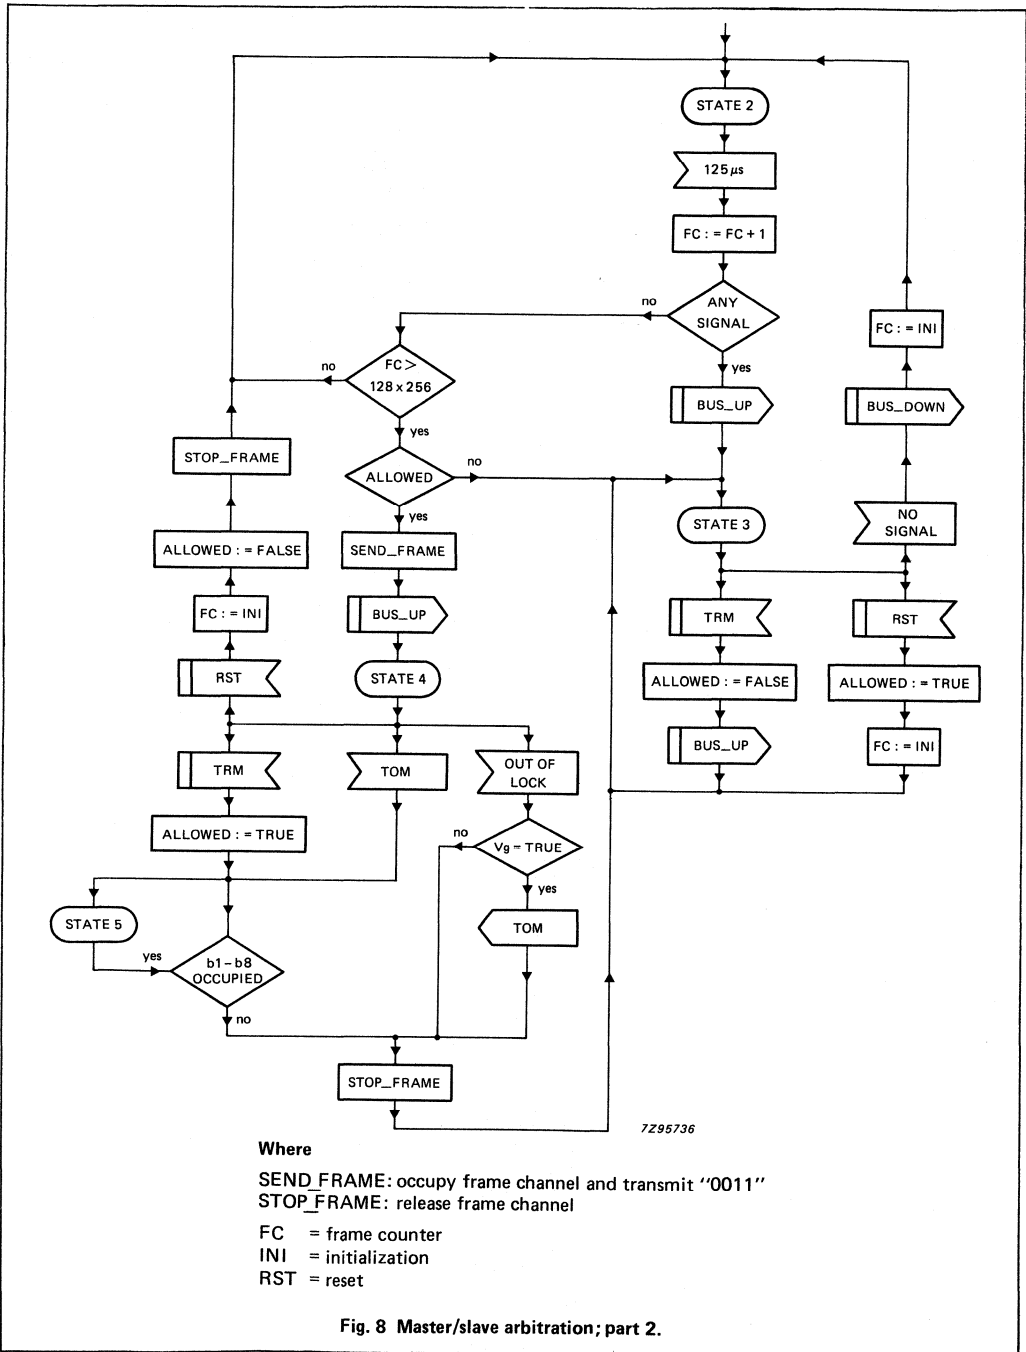 STATE 2
125 μs
FC : = FC + 1
ANY
SIGNAL
no
yes
FC : = INI
FC >
128 x 256
no
yes
BUS_UP
BUS_DOWN
STOP_FRAME
ALLOWED
no
yes
STATE 3
NO
SIGNAL
ALLOWED : = FALSE
SEND_FRAME
FC : = INI
BUS_UP
TRM
RST
RST
STATE 4
ALLOWED : = FALSE
ALLOWED : = TRUE
TRM
TOM
OUT OF
LOCK
BUS_UP
FC : = INI
ALLOWED : = TRUE
no
Vg = TRUE
yes
STATE 5
TOM
yes
b1–b8
OCCUPIED
no
STOP_FRAME
7Z95736
Where
SEND_FRAME: occupy frame channel and transmit "0011"
STOP_FRAME: release frame channel
FC = frame counter
INI = initialization
RST = reset
Fig. 8 Master/slave arbitration; part 2.